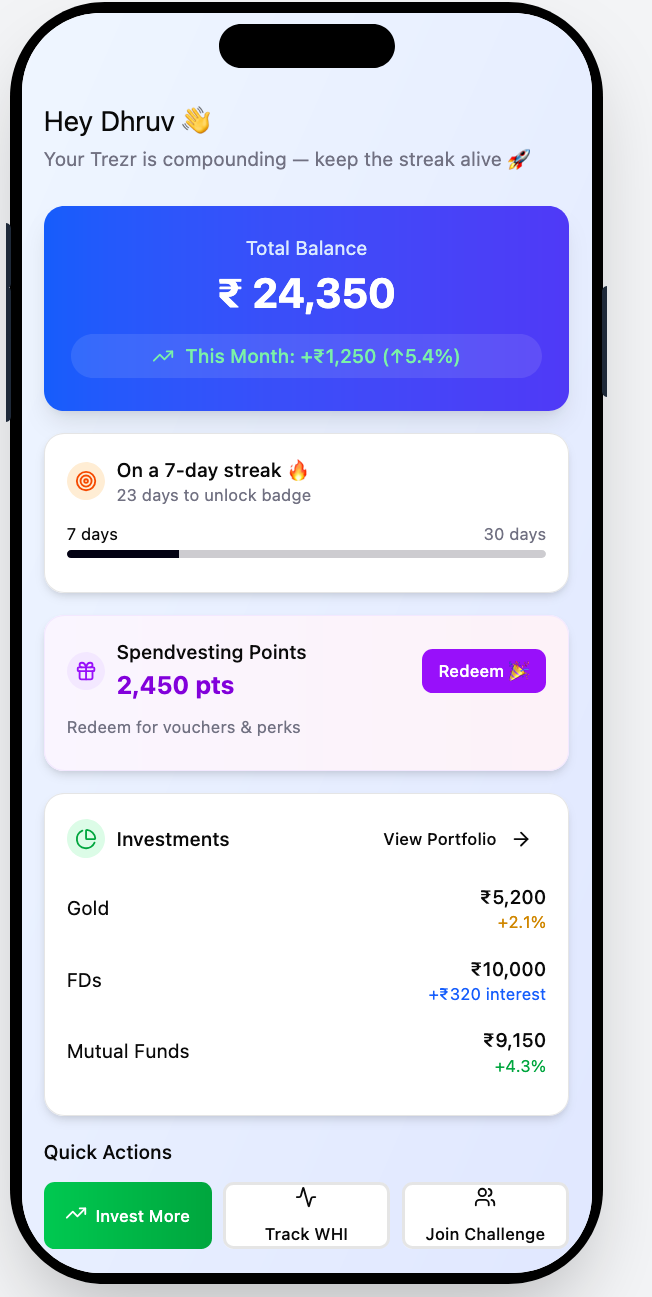 Hey Dhruv 👋
Your Trezr is compounding — keep the streak alive 🚀
Total Balance
₹ 24,350
This Month: +₹1,250 (↑5.4%)
On a 7-day streak 🔥
23 days to unlock badge
7 days 30 days
Spendvesting Points
2,450 pts
Redeem 🎉
Redeem for vouchers & perks
Investments View Portfolio →
Gold ₹5,200
+2.1%
FDs ₹10,000
+₹320 interest
Mutual Funds ₹9,150
+4.3%
Quick Actions
Invest More Track WHI Join Challenge